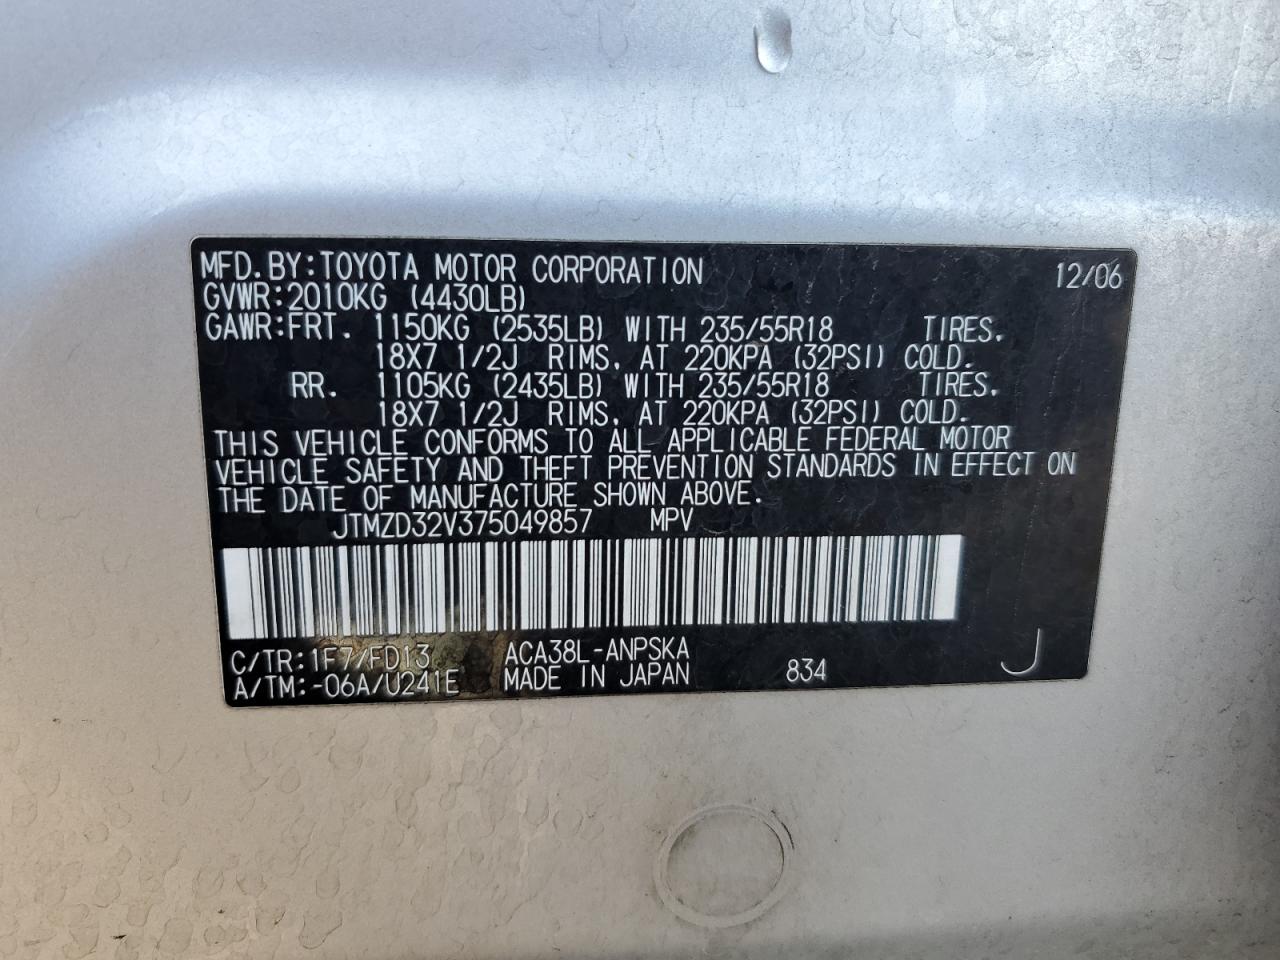 MFD.BY:TOYOTA MOTOR CORPORATION 12/06
GVWR:2010KG (4430LB)
GAWR:FRT. 1150KG (2535LB) WITH 235/55R18 TIRES.
18X7 1/2J RIMS. AT 220KPA (32PSI) COLD.
RR. 1105KG (2435LB) WITH 235/55R18 TIRES.
18X7 1/2J RIMS. AT 220KPA (32PSI) COLD.
THIS VEHICLE CONFORMS TO ALL APPLICABLE FEDERAL MOTOR
VEHICLE SAFETY AND THEFT PREVENTION STANDARDS IN EFFECT ON
THE DATE OF MANUFACTURE SHOWN ABOVE.
JTMZD32V375049857 MPV
C/TR:1F7/FD13 ACA38L-ANPSKA
A/TM:-06A/U241E MADE IN JAPAN 834 J